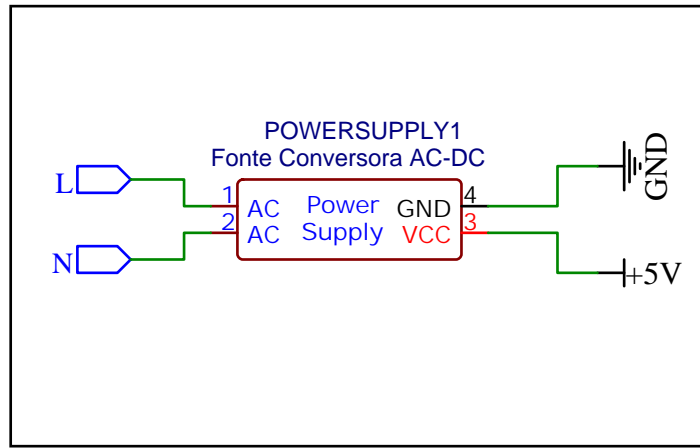 POWERSUPPLY1
Fonte Conversora AC-DC
L
1
AC
Power
GND
4
GND
N
2
AC
Supply
VCC
3
+5V